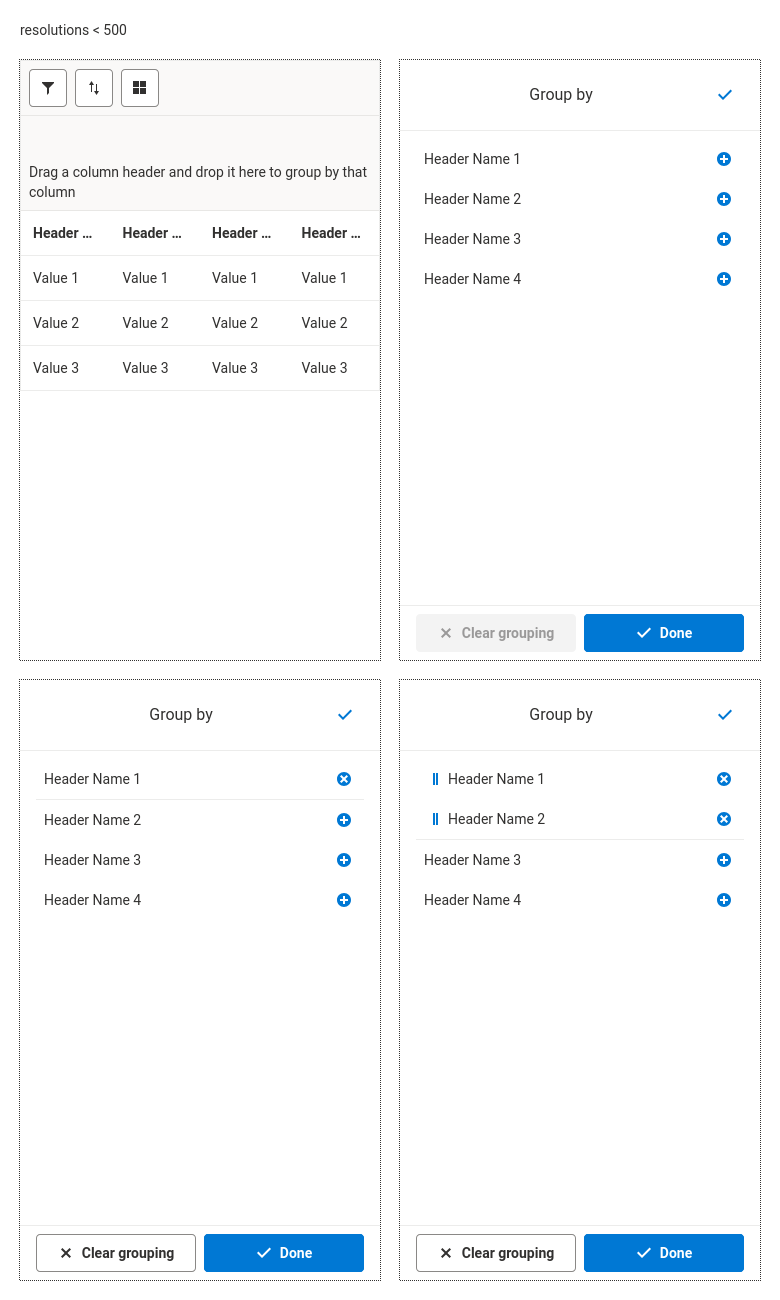 resolutions < 500
Drag a column header and drop it here to group by that
column
Header ... Header ... Header ... Header ...
Value 1 Value 1 Value 1 Value 1
Value 2 Value 2 Value 2 Value 2
Value 3 Value 3 Value 3 Value 3
Group by
Header Name 1
Header Name 2
Header Name 3
Header Name 4
Clear grouping Done
Group by
Header Name 1
Header Name 2
Header Name 3
Header Name 4
Clear grouping Done
Group by
Header Name 1
Header Name 2
Header Name 3
Header Name 4
Clear grouping Done